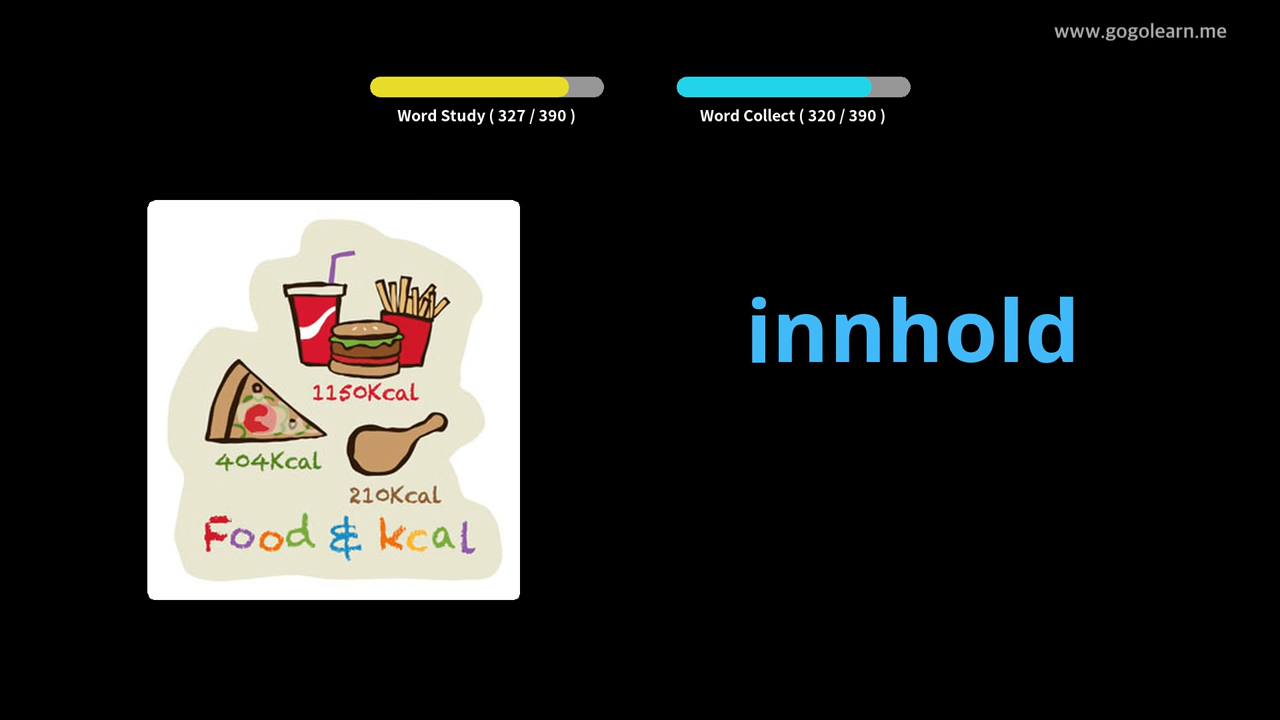 www.gogolearn.me
Word Study ( 327 / 390 )
Word Collect ( 320 / 390 )
innhold
1150Kcal
404Kcal
210Kcal
Food & kcal